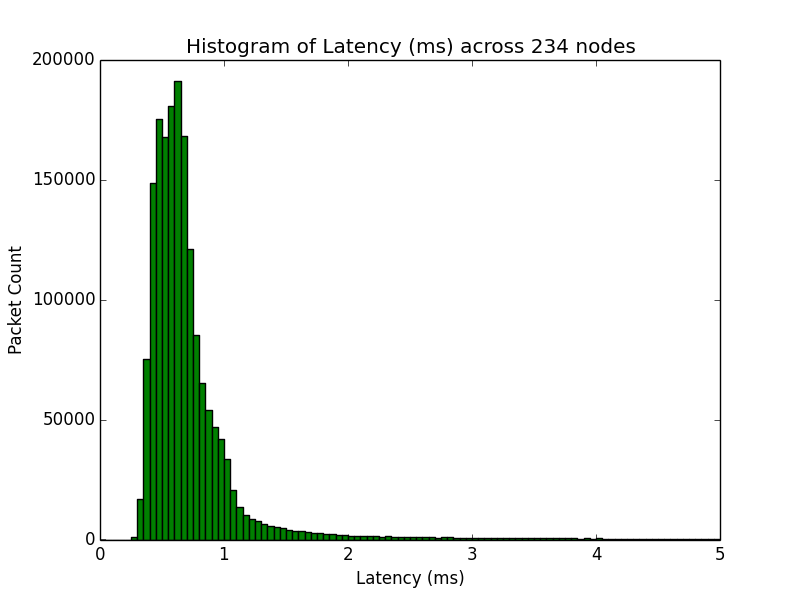 Histogram of Latency (ms) across 234 nodes
200000
150000
100000
50000
0
Packet Count
0 1 2 3 4 5
Latency (ms)